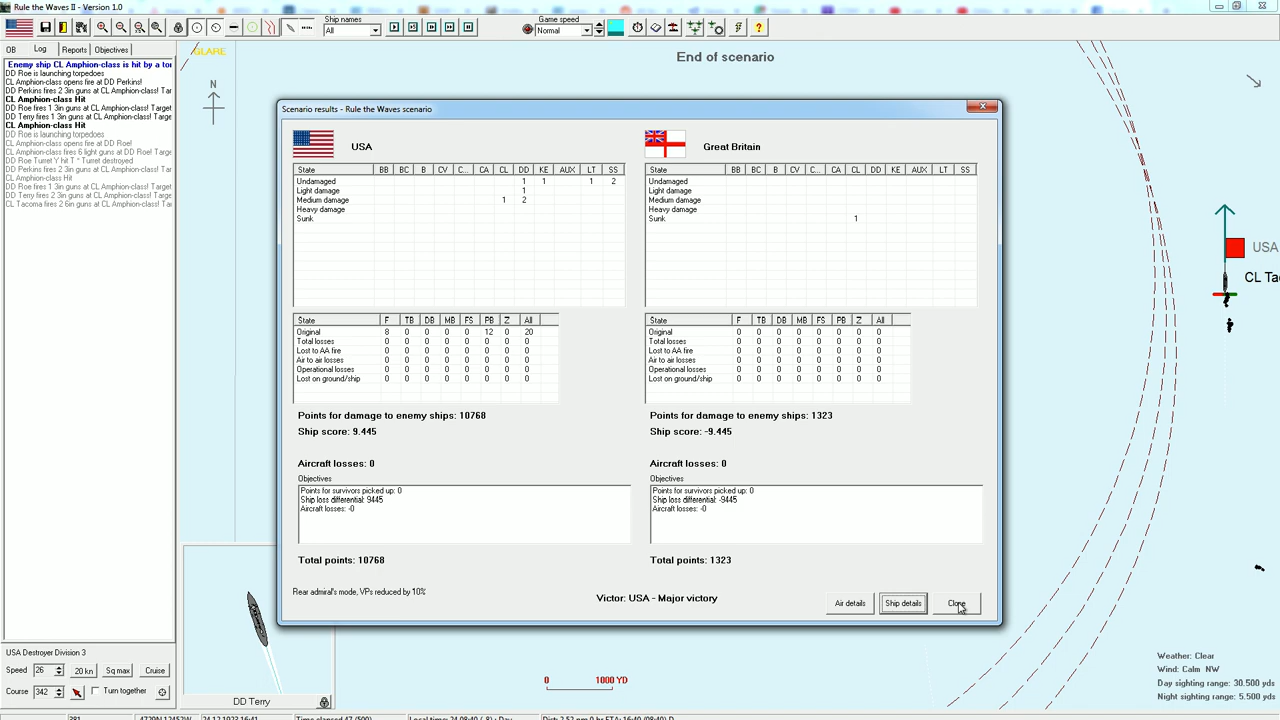 Rule the Waves II - Version 1.0
Ship names
All
Game speed
Normal
OB Log Reports Objectives
Enemy ship CL Amphion-class is hit by a tor
DD Roe is launching torpedoes
CL Amphion-class opens fire at DD Perkins!
DD Perkins fires 2 3in guns at CL Amphion-class! Tar
CL Amphion-class Hit
DD Roe fires 1 3in guns at CL Amphion-class! Target
DD Terry fires 1 3in guns at CL Amphion-class! Targe
CL Amphion-class Hit
DD Roe is launching torpedoes
CL Amphion-class opens fire at DD Roe!
CL Amphion-class fires 6 light guns at DD Roe! Targe
DD Roe Turret Y hit T * Turret destroyed
DD Perkins fires 2 3in guns at CL Amphion-class! Tar
CL Amphion-class Hit
DD Roe fires 1 3in guns at CL Amphion-class! Target
DD Terry fires 2 3in guns at CL Amphion-class! Targe
CL Tacoma fires 2 6in guns at CL Amphion-class! Tar
GLARE
N
End of scenario
Scenario results - Rule the Waves scenario
USA
State BB BC B CV C... CA CL DD KE AUX LT SS
Undamaged 1 1 1 2
Light damage 1
Medium damage 1 2
Heavy damage
Sunk
State F TB DB MB FS PB Z All
Original 8 0 0 0 0 12 0 20
Total losses 0 0 0 0 0 0 0 0
Lost to AA fire 0 0 0 0 0 0 0 0
Air to air losses 0 0 0 0 0 0 0 0
Operational losses 0 0 0 0 0 0 0 0
Lost on ground/ship 0 0 0 0 0 0 0 0
Points for damage to enemy ships: 10768
Ship score: 9.445
Aircraft losses: 0
Objectives
Points for survivors picked up: 0
Ship loss differential: 9445
Aircraft losses: -0
Total points: 10768
Great Britain
State BB BC B CV C... CA CL DD KE AUX LT SS
Undamaged
Light damage
Medium damage
Heavy damage
Sunk 1
State F TB DB MB FS PB Z All
Original 0 0 0 0 0 0 0 0
Total losses 0 0 0 0 0 0 0 0
Lost to AA fire 0 0 0 0 0 0 0 0
Air to air losses 0 0 0 0 0 0 0 0
Operational losses 0 0 0 0 0 0 0 0
Lost on ground/ship 0 0 0 0 0 0 0 0
Points for damage to enemy ships: 1323
Ship score: -9.445
Aircraft losses: 0
Objectives
Points for survivors picked up: 0
Ship loss differential: -9445
Aircraft losses: -0
Total points: 1323
Rear admiral's mode, VPs reduced by 10%
Victor: USA - Major victory
Air details Ship details Close
USA
CL Tac
USA Destroyer Division 3
Speed 26 20 kn Sq max Cruise
Course 342 Turn together
DD Terry
0 1000 YD
Weather: Clear
Wind: Calm NW
Day sighting range: 30.500 yds
Night sighting range: 5.500 yds